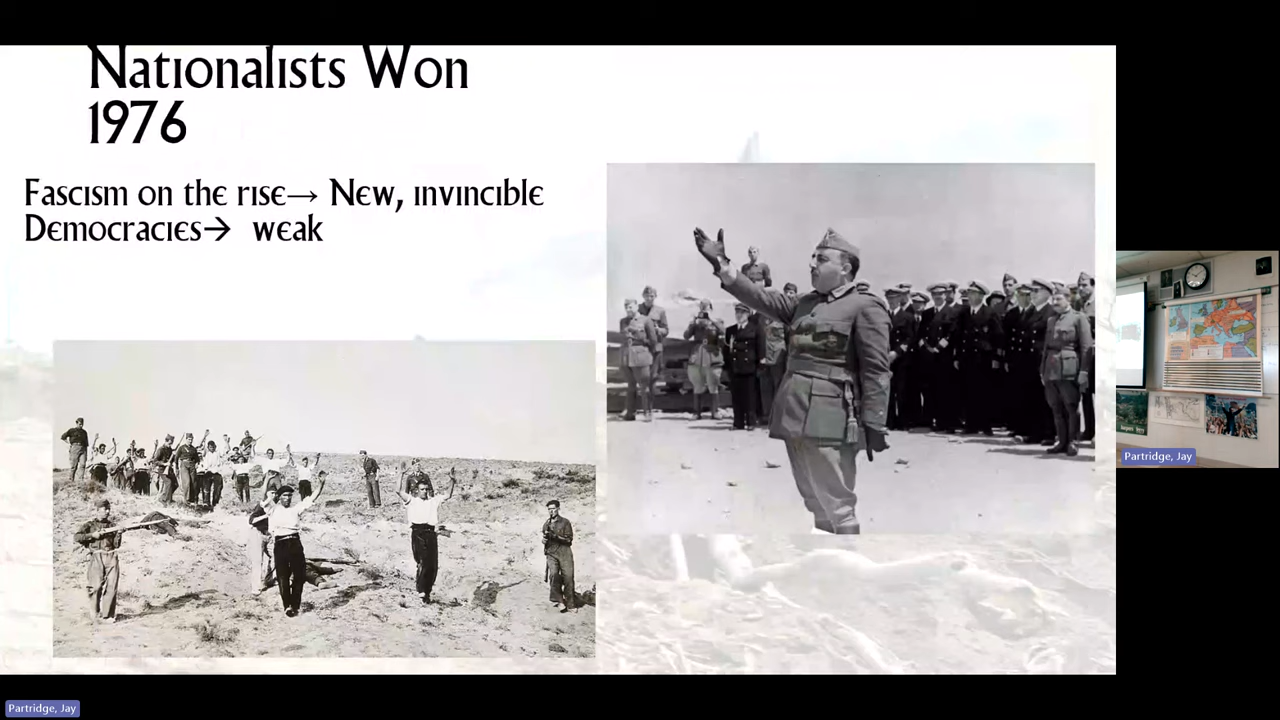 Nationalists Won
1976
Fascism on the rise→ New, invincible
Democracies→ weak
Partridge, Jay
Partridge, Jay